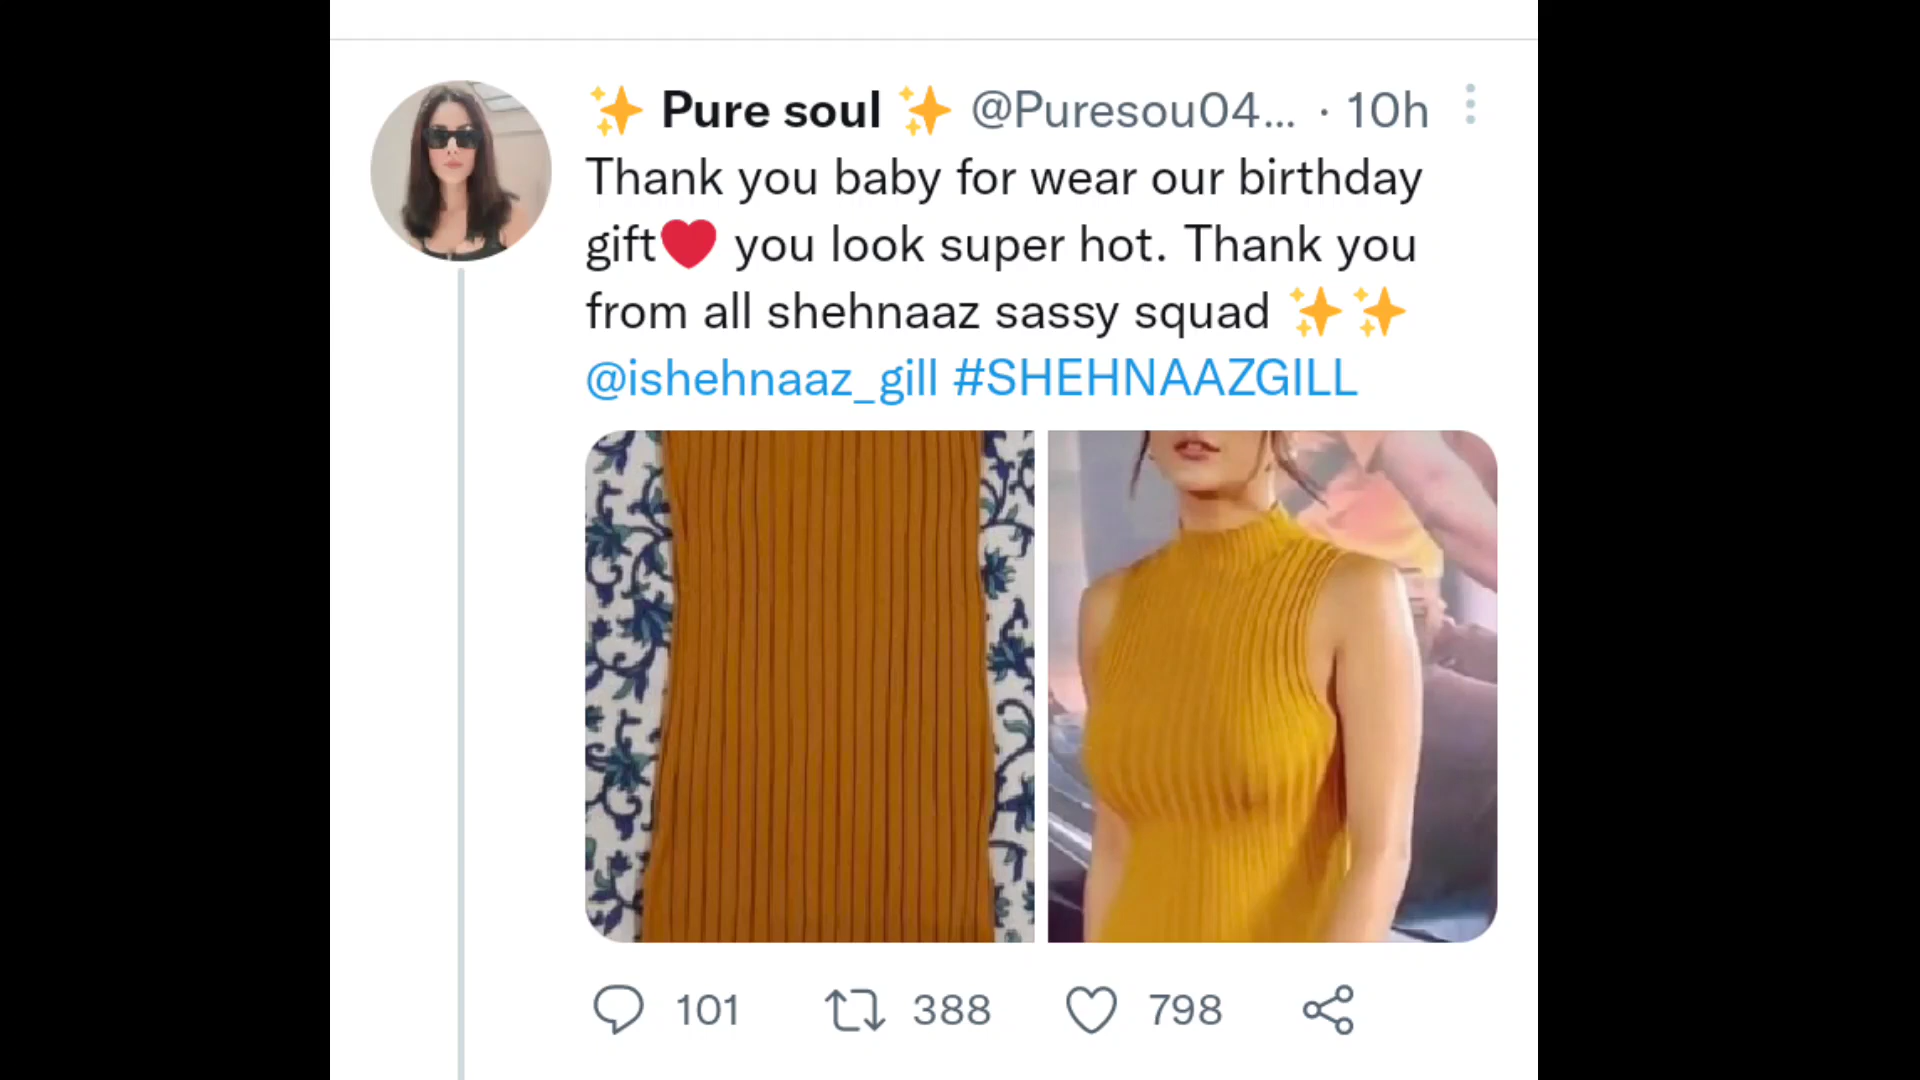 ✨ Pure soul ✨ @Puresou04... · 10h
Thank you baby for wear our birthday
gift❤️ you look super hot. Thank you
from all shehnaaz sassy squad ✨✨
@ishehnaaz_gill #SHEHNAAZGILL
101 388 798